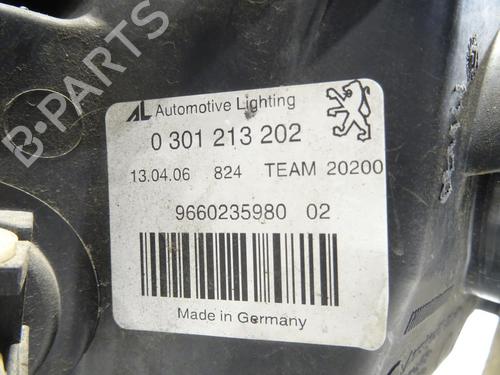 B-PARTS
AL Automotive Lighting
0 301 213 202
13.04.06 824 TEAM 20200
9660235980 02
Made in Germany